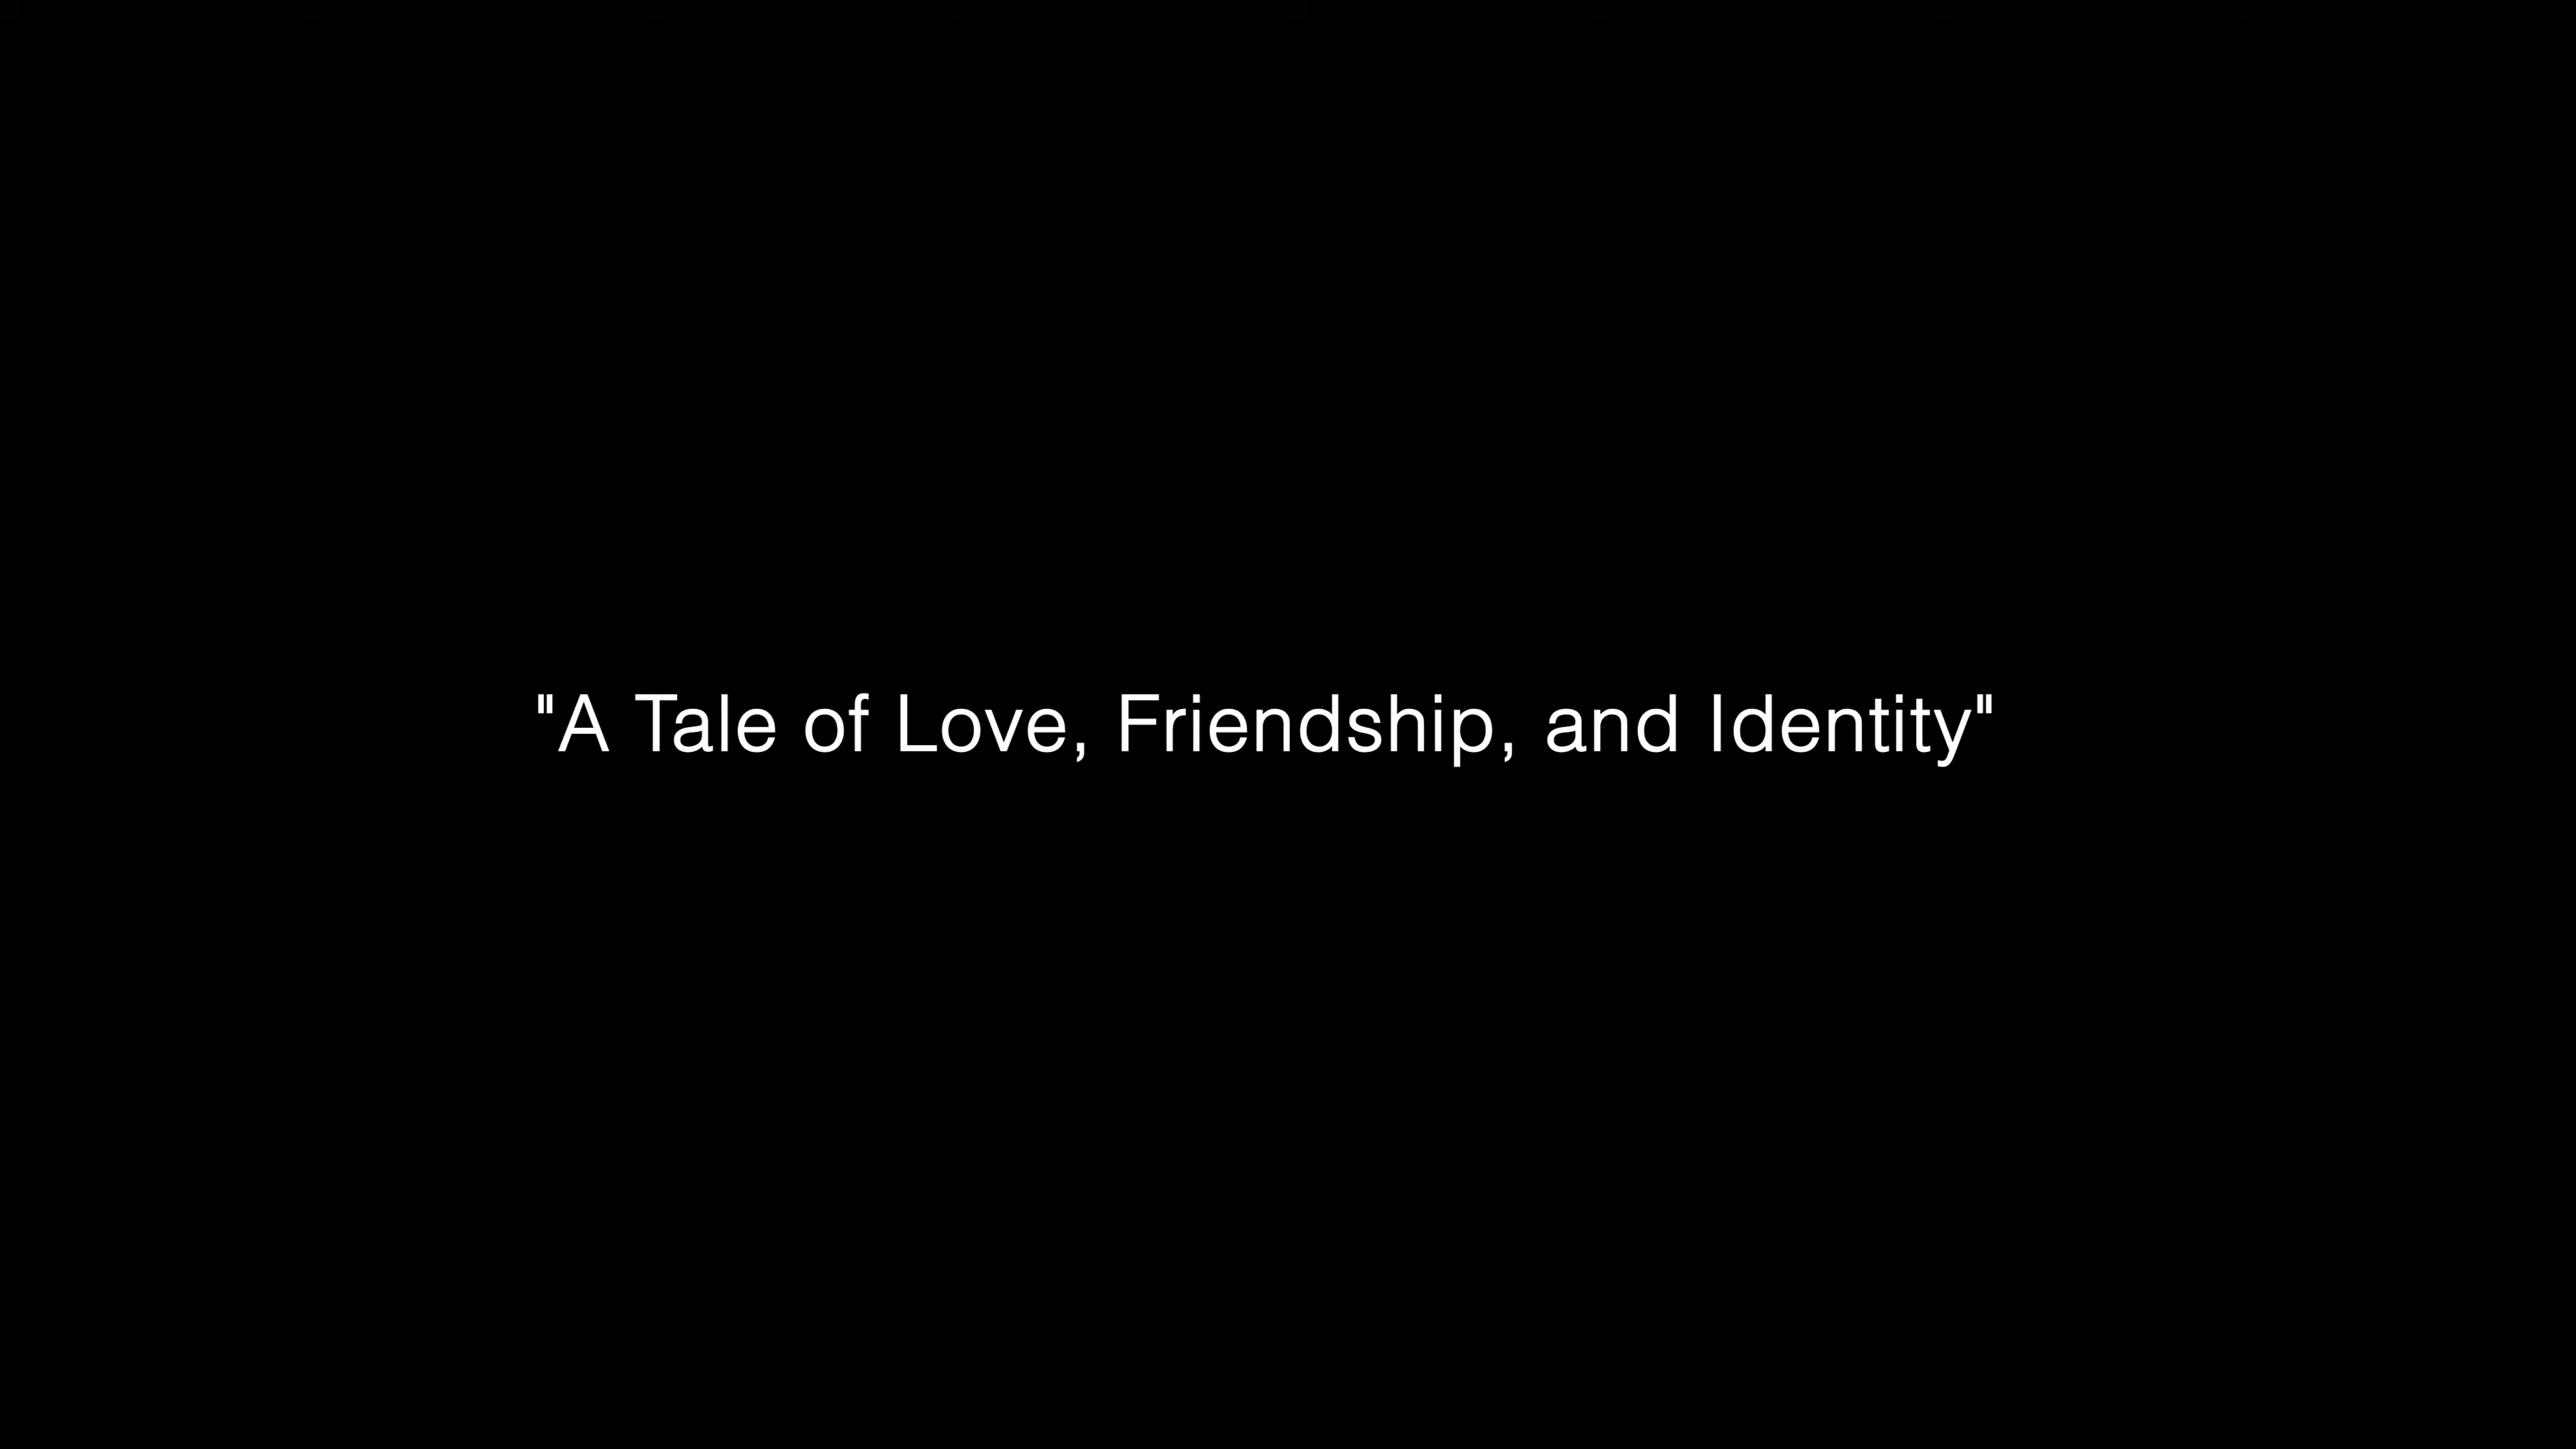 "A Tale of Love, Friendship, and Identity"